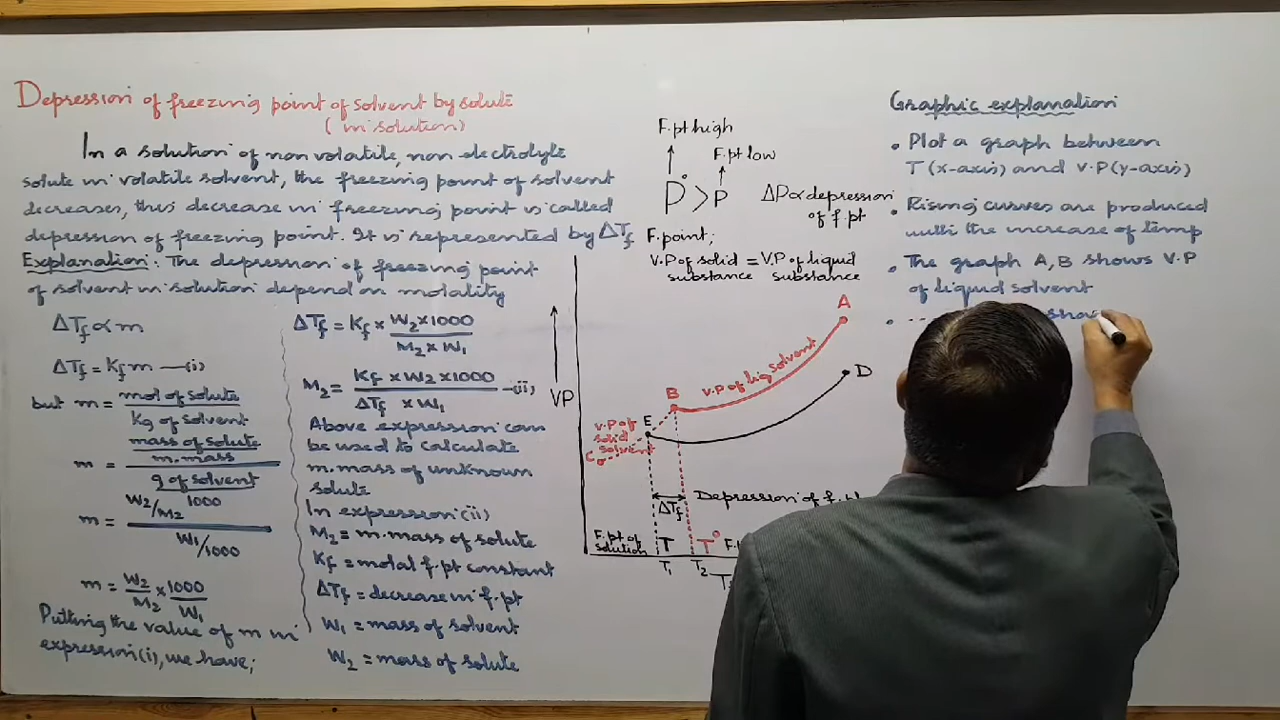 Depression of freezing point of solvent by solute
(in solution)
In a solution of non volatile, non electrolyte
solute in volatile solvent, the freezing point of solvent
decreases, this decrease in freezing point is called
depression of freezing point. It is represented by ΔTf
Explanation: The depression of freezing point
of solvent in solution depend on molality
ΔTf ∝ m
ΔTf = Kf m —(i)
but m = mol of solute
Kg of solvent
mass of solute
m.mass
m =
g of solvent
W2/M2 1000
m =
W1/1000
m = W2/M2 × 1000/W1
Putting the value of m in
expression(i), we have;
ΔTf = Kf × W2×1000
M2 × W1
M2 = Kf × W2 × 1000 —(ii)
ΔTf × W1
Above expression can
be used to calculate
m.mass of unknown
solute
In expression(ii)
M2 = m.mass of solute
Kf = molal f.pt constant
ΔTf = decrease in f.pt
W1 = mass of solvent
W2 = mass of solute
F.pt high
F.pt low
P° > P
ΔP ∝ depression
of f.pt
F.point;
V.P of solid = V.P of liquid
substance substance
VP
A
V.P of liq solvent
B
D
E
V.P of
solid
solvent
C
ΔTf
Depression of f.pt
F.pt of
solution
T
T°
T1
T2
Graphic explanation
• Plot a graph between
T (x-axis) and V.P (y-axis)
• Rising curves are produced
with the increase of temp
• The graph A, B shows V.P
of liquid solvent